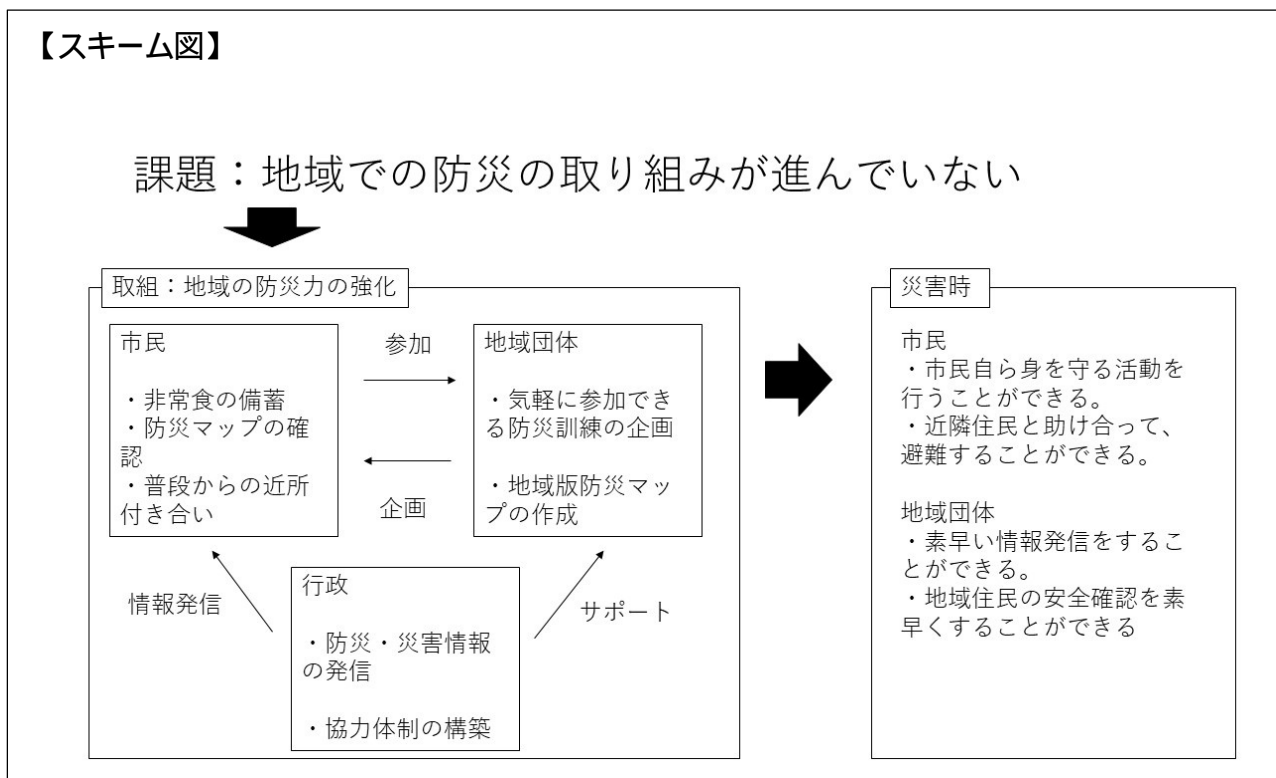 【スキーム図】
課題：地域での防災の取り組みが進んでいない
取組：地域の防災力の強化
市民
・非常食の備蓄
・防災マップの確
認
・普段からの近所
付き合い
参加
企画
地域団体
・気軽に参加でき
る防災訓練の企画
・地域版防災マッ
プの作成
情報発信
行政
・防災・災害情報
の発信
・協力体制の構築
サポート
災害時
市民
・市民自ら身を守る活動を
行うことができる。
・近隣住民と助け合って、
避難することができる。
地域団体
・素早い情報発信をするこ
とができる。
・地域住民の安全確認を素
早くすることができる